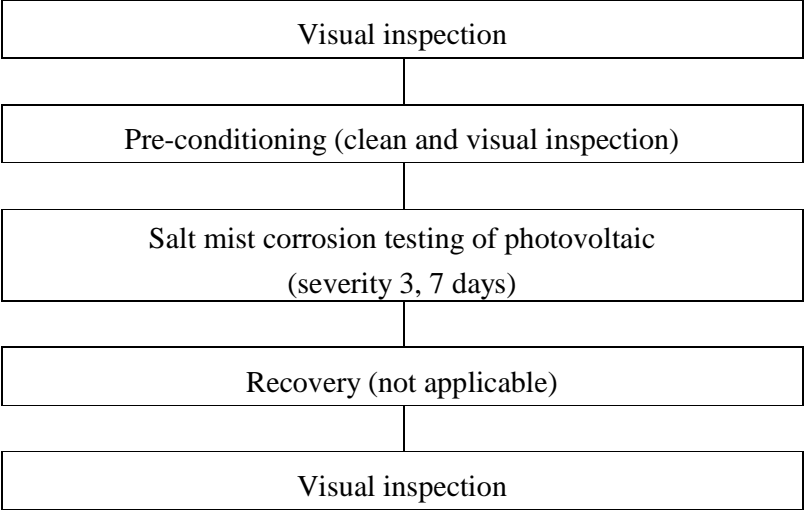 Visual inspection
Pre-conditioning (clean and visual inspection)
Salt mist corrosion testing of photovoltaic
(severity 3, 7 days)
Recovery (not applicable)
Visual inspection